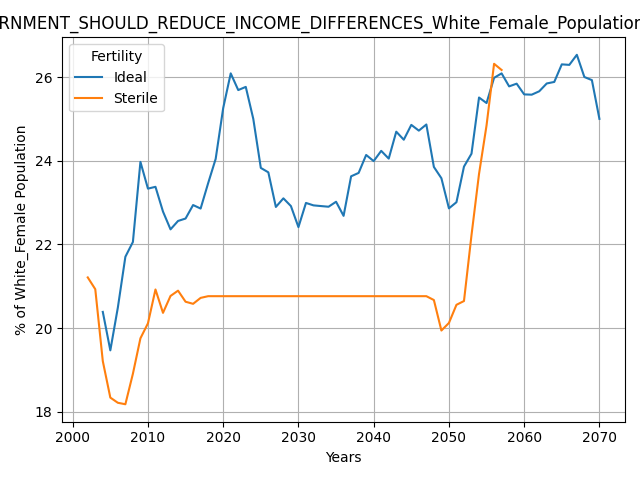 RNMENT_SHOULD_REDUCE_INCOME_DIFFERENCES_White_Female_Population
Fertility
Ideal
Sterile
% of White_Female Population
26
24
22
20
18
2000 2010 2020 2030 2040 2050 2060 2070
Years